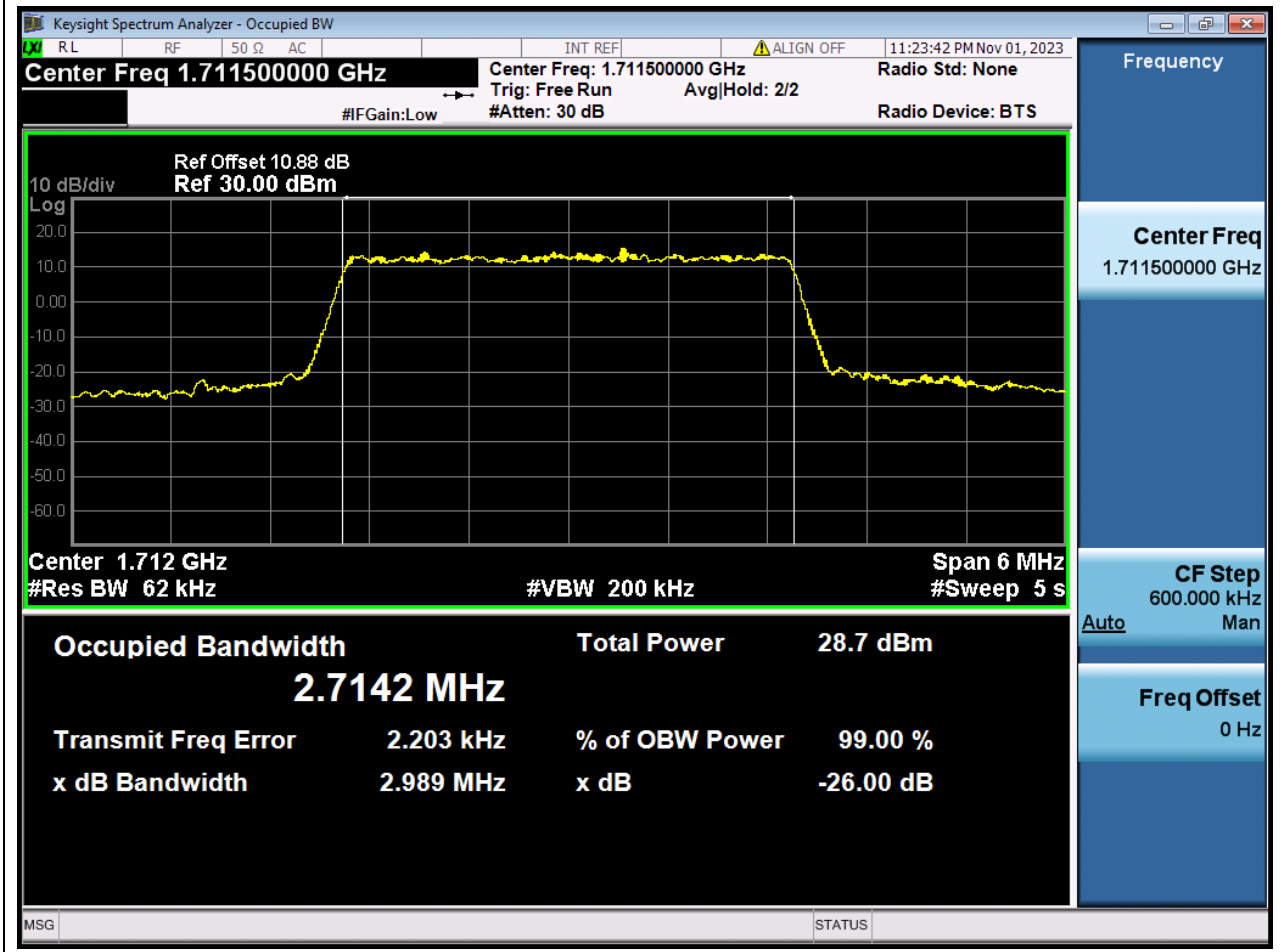 Keysight Spectrum Analyzer - Occupied BW
LXI RL RF 50 Ω AC INT REF ALIGN OFF 11:23:42 PM Nov 01, 2023
Center Freq 1.711500000 GHz
#IFGain:Low
Center Freq: 1.711500000 GHz
Trig: Free Run Avg|Hold: 2/2
#Atten: 30 dB
Radio Std: None
Radio Device: BTS
Ref Offset 10.88 dB
10 dB/div Ref 30.00 dBm
Log
20.0
10.0
0.00
-10.0
-20.0
-30.0
-40.0
-50.0
-60.0
Center 1.712 GHz Span 6 MHz
#Res BW 62 kHz #VBW 200 kHz #Sweep 5 s
Occupied Bandwidth Total Power 28.7 dBm
2.7142 MHz
Transmit Freq Error 2.203 kHz % of OBW Power 99.00 %
x dB Bandwidth 2.989 MHz x dB -26.00 dB
Frequency
Center Freq
1.711500000 GHz
CF Step
600.000 kHz
Auto Man
Freq Offset
0 Hz
MSG STATUS